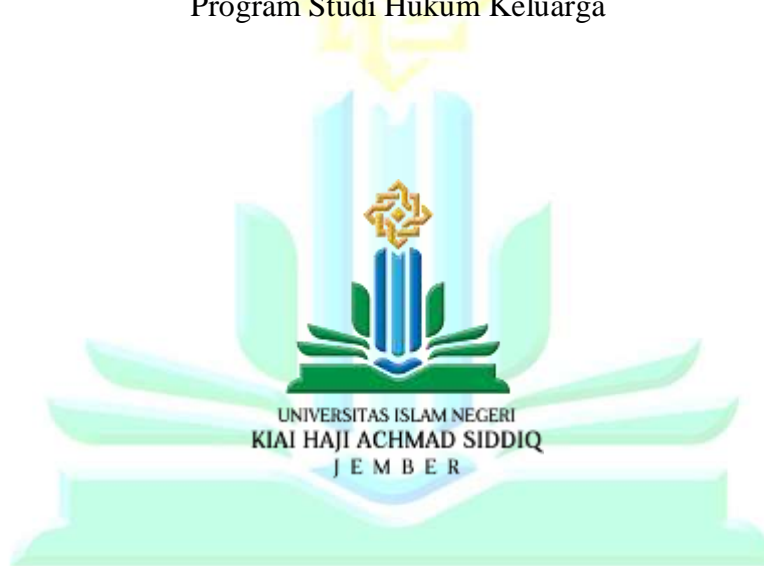 Program Studi Hukum Keluarga
UNIVERSITAS ISLAM NEGERI
KIAI HAJI ACHMAD SIDDIQ
JEMBER